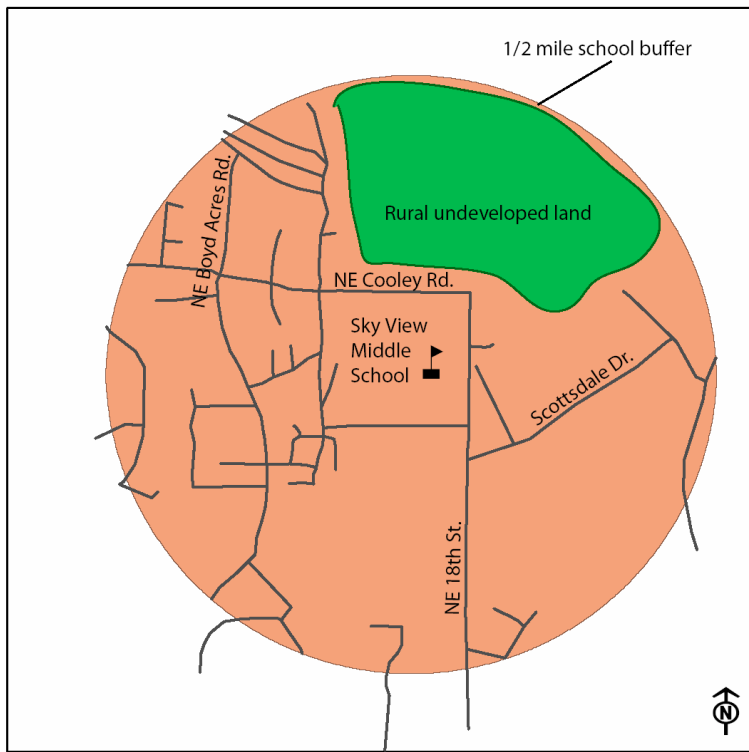 1/2 mile school buffer
NE Boyd Acres Rd.
Rural undeveloped land
NE Cooley Rd.
Sky View
Middle
School
Scottsdale Dr.
NE 18th St.
N